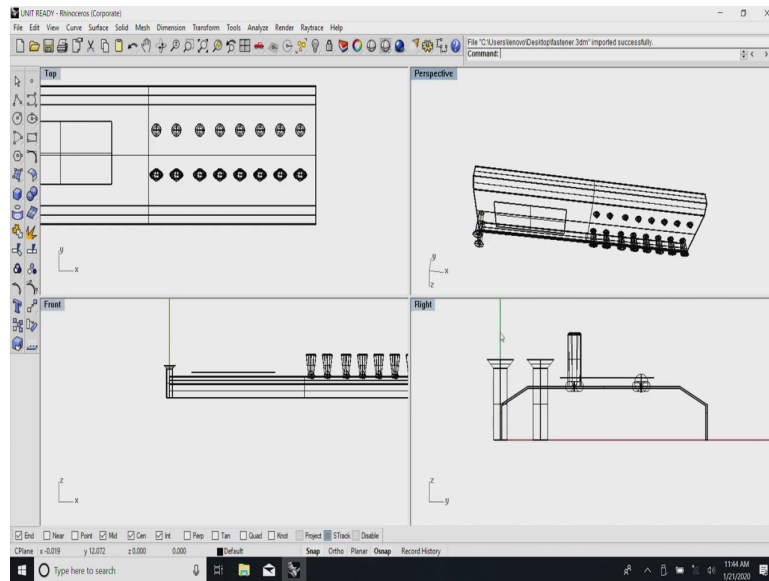 UNIT READY - Rhinoceros (Corporate)
File Edit View Curve Surface Solid Mesh Dimension Transform Tools Analyze Render Raytrace Help
File "C:\Users\lenovo\Desktop\fastener.3dm" imported successfully.
Command:
Top
Perspective
y
x
y
x
z
Front
Right
z
x
z
y
End Near Point Mid Cen Int Perp Tan Quad Knot Project STrack Disable
CPlane x -0.019 y 12.072 z 0.000 0.000 Default Snap Ortho Planar Osnap Record History
Type here to search
11:44 AM
1/21/2020